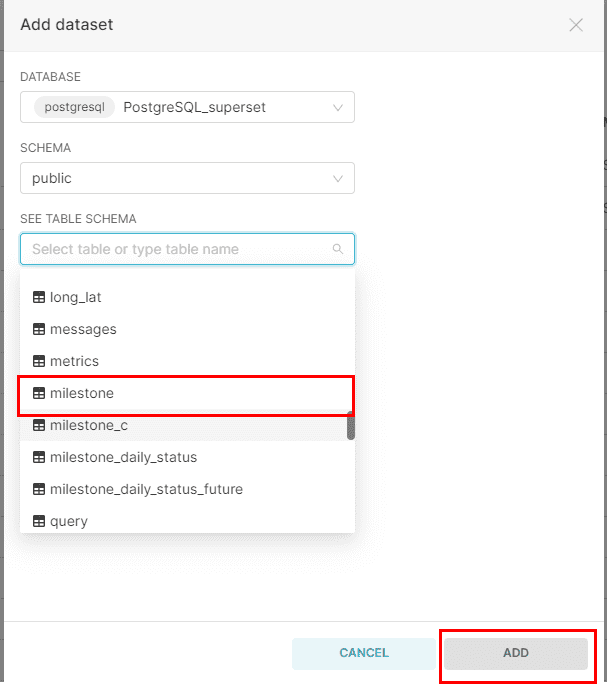 Add dataset
DATABASE
postgresql PostgreSQL_superset
SCHEMA
public
SEE TABLE SCHEMA
Select table or type table name
long_lat
messages
metrics
milestone
milestone_c
milestone_daily_status
milestone_daily_status_future
query
CANCEL ADD